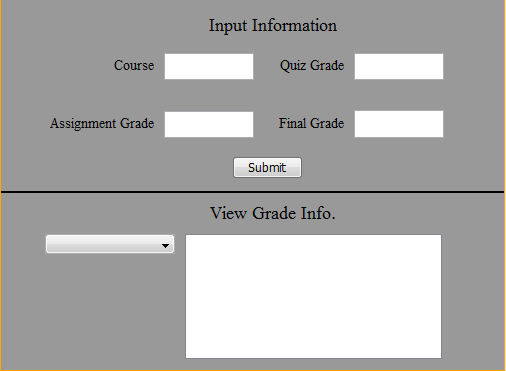 Input Information
Course
Quiz Grade
Assignment Grade
Final Grade
Submit
View Grade Info.